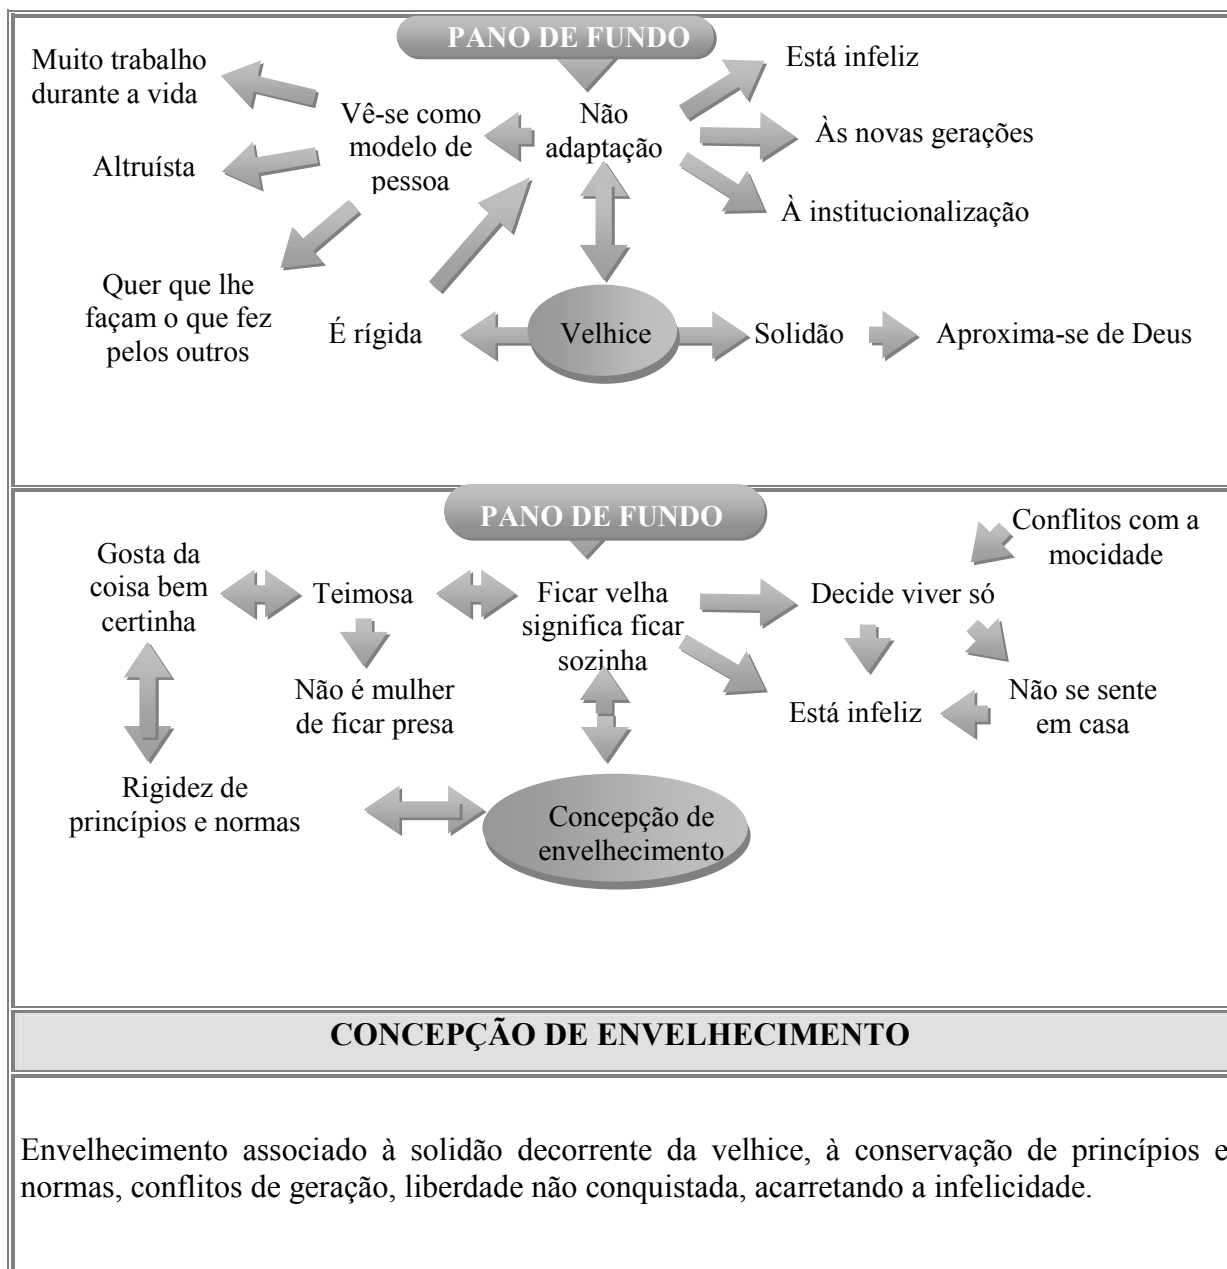 PANO DE FUNDO
Muito trabalho
durante a vida
Altruísta
Quer que lhe
façam o que fez
pelos outros
Vê-se como
modelo de
pessoa
Não
adaptação
Está infeliz
Às novas gerações
À institucionalização
É rígida
Velhice
Solidão
Aproxima-se de Deus
PANO DE FUNDO
Gosta da
coisa bem
certinha
Teimosa
Não é mulher
de ficar presa
Ficar velha
significa ficar
sozinha
Decide viver só
Conflitos com a
mocidade
Está infeliz
Não se sente
em casa
Rigidez de
princípios e normas
Concepção de
envelhecimento
CONCEPÇÃO DE ENVELHECIMENTO
Envelhecimento associado à solidão decorrente da velhice, à conservação de princípios e
normas, conflitos de geração, liberdade não conquistada, acarretando a infelicidade.